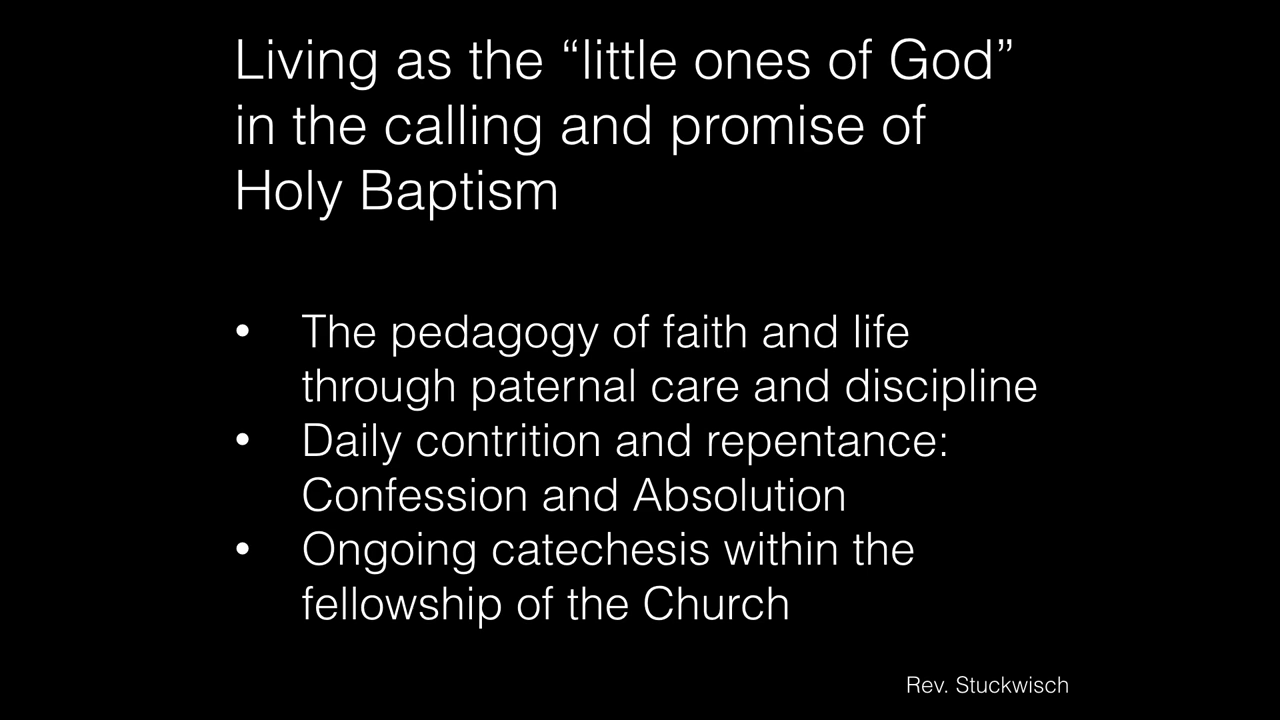 Living as the “little ones of God”
in the calling and promise of
Holy Baptism
• The pedagogy of faith and life
through paternal care and discipline
• Daily contrition and repentance:
Confession and Absolution
• Ongoing catechesis within the
fellowship of the Church
Rev. Stuckwisch